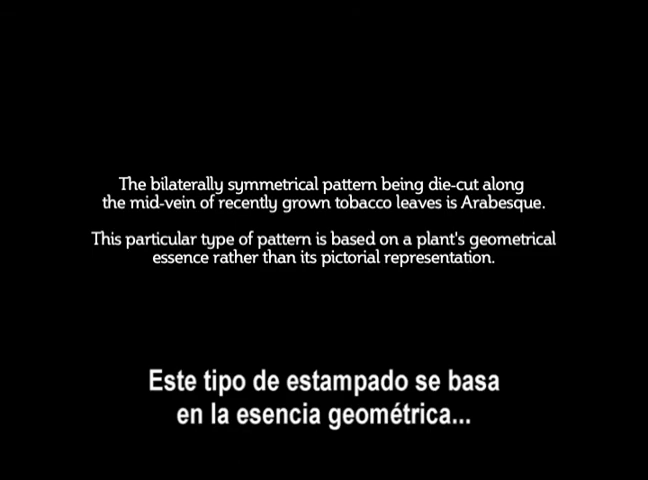 The bilaterally symmetrical pattern being die-cut along
the mid-vein of recently grown tobacco leaves is Arabesque.
This particular type of pattern is based on a plant's geometrical
essence rather than its pictorial representation.
Este tipo de estampado se basa
en la esencia geométrica...